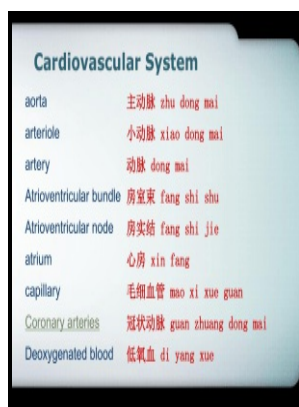 Cardiovascular System
aorta 主动脉 zhu dong mai
arteriole 小动脉 xiao dong mai
artery 动脉 dong mai
Atrioventricular bundle 房室束 fang shi shu
Atrioventricular node 房实结 fang shi jie
atrium 心房 xin fang
capillary 毛细血管 mao xi xue guan
Coronary arteries 冠状动脉 guan zhuang dong mai
Deoxygenated blood 低氧血 di yang xue